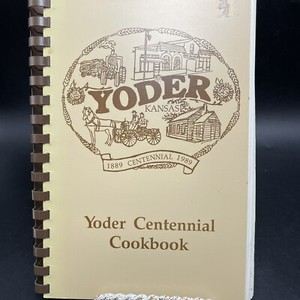 YODER
KANSAS
1889 CENTENNIAL 1989
Yoder Centennial
Cookbook